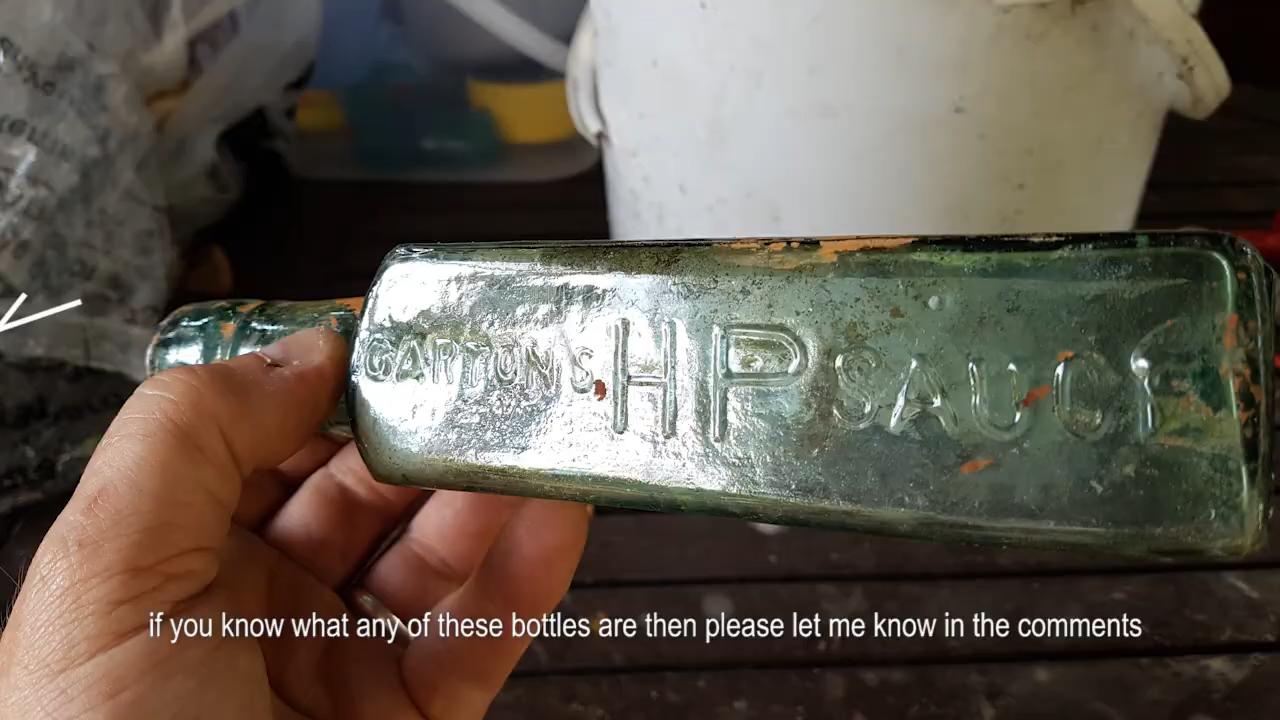 GARTONS HP SAUCE
if you know what any of these bottles are then please let me know in the comments